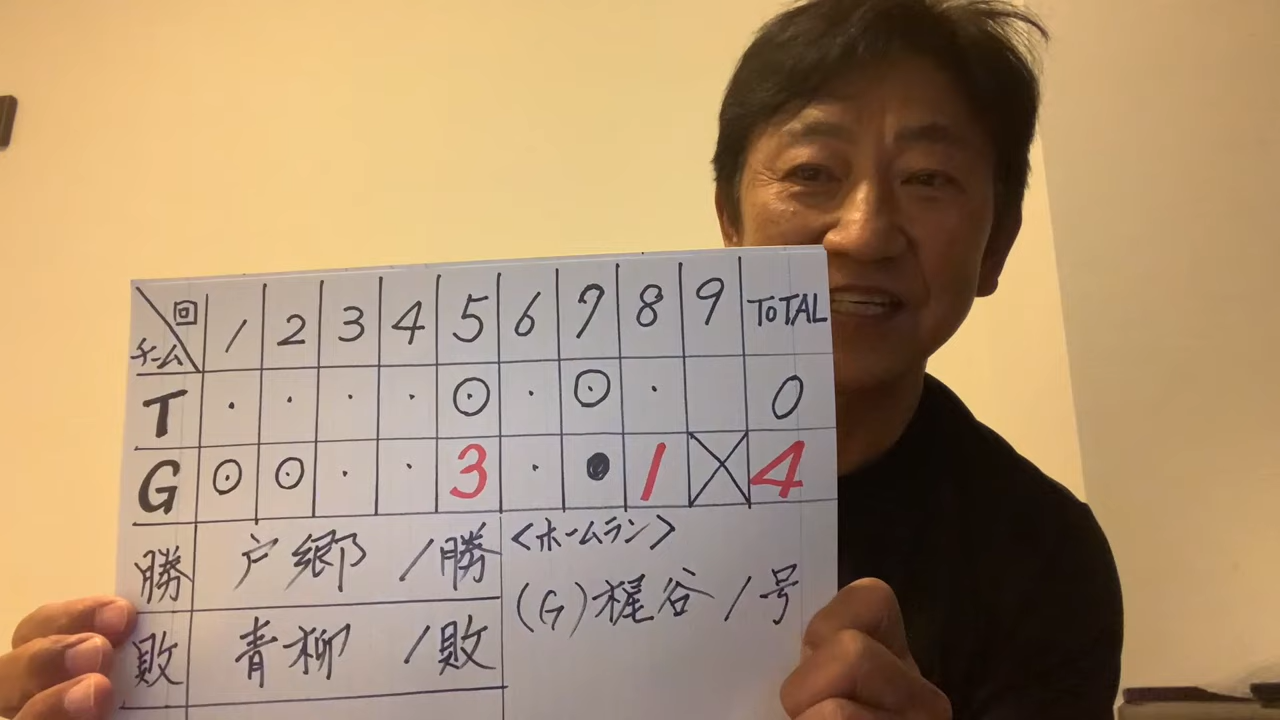 回 チーム 1 2 3 4 5 6 7 8 9 TOTAL
T · · · · ◉ · ◉ · 0
G ◉ ◉ · · 3 · ● 1 X 4
勝 戸郷 1勝
敗 青柳 1敗
<ホームラン>
(G)梶谷1号